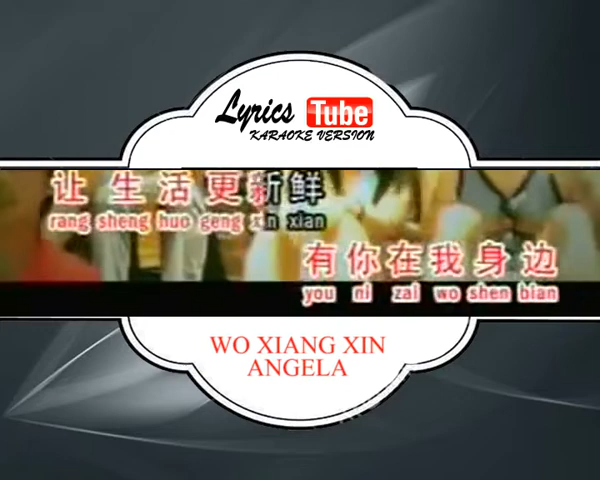 Lyrics Tube
KARAOKE VERSION
让生活更新鲜
rang sheng huo geng xin xian
有你在我身边
you ni zai wo shen bian
WO XIANG XIN
ANGELA